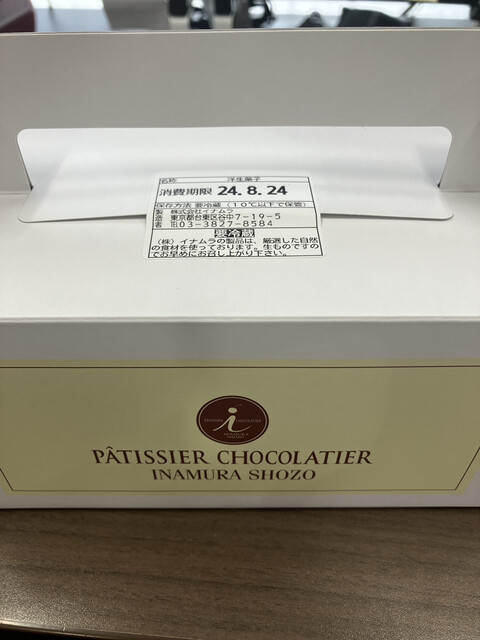 名称 洋生菓子
消費期限 24.8.24
保存方法 要冷蔵(10℃以下で保管)
製造者 株式会社イナムラ
東京都台東区谷中7-19-5
TEL03-3827-8584
要冷蔵
(株)イナムラの製品は、厳選した自然
の食材を使っております。生ものですの
でお早めにお召し上がり下さい。
i
PÂTISSIER CHOCOLATIER
INAMURA SHOZO